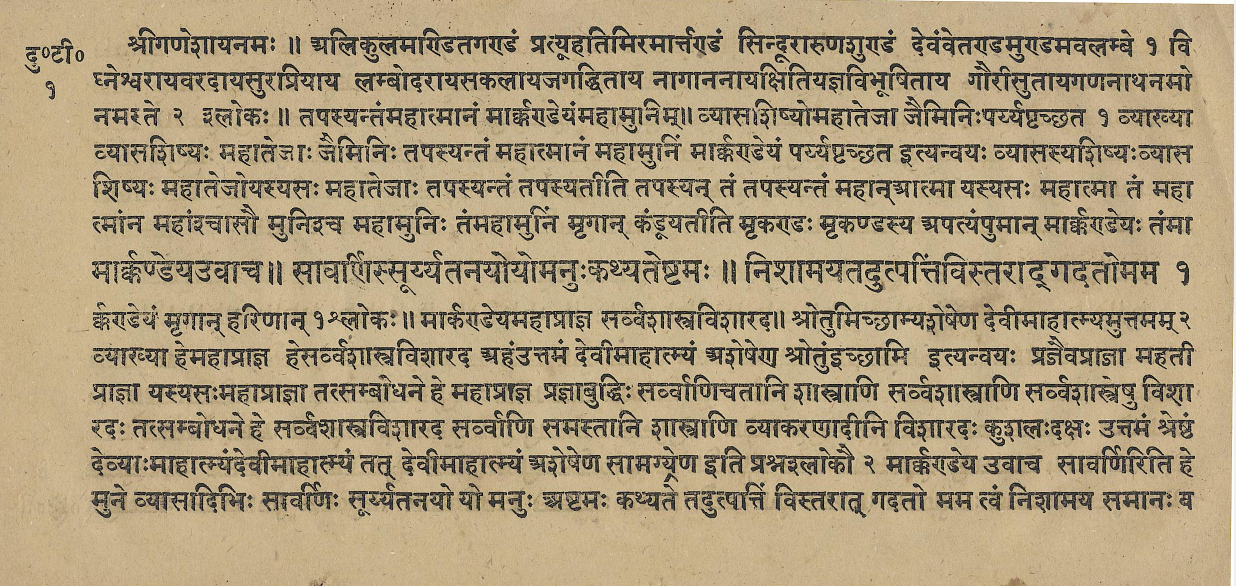 श्रीगणेशायनमः ॥ अलिकुलमण्डितगण्डं प्रत्यूहतिमिरमार्त्तण्डं सिन्दूरारुणशुण्डं देवंवेतण्डमुण्डमवलम्बे १ वि
दु०टी०
१
घ्नेश्वरायवरदायसुरप्रियाय लम्बोदरायसकलायजगद्धिताय नागाननायक्षितियज्ञविभूषिताय गौरीसुतायगणनाथनमो
नमस्ते २ श्लोकः ॥ तपस्यन्तंमहात्मानं मार्क्कण्डेयंमहामुनिम्॥ व्यासशिष्योमहातेजा जैमिनिःपर्य्यपृच्छत १ व्याख्या
व्यासशिष्यः महातेजाः जैमिनिः तपस्यन्तं महात्मानं महामुनिं मार्क्कण्डेयं पर्य्यपृच्छत इत्यन्वयः व्यासस्यशिष्यःव्यास
शिष्यः महातेजोयस्यसः महातेजाः तपस्यन्तं तपस्यतीति तपस्यन् तं तपस्यन्तं महान्आत्मा यस्यसः महात्मा तं महा
त्मांन महांश्चासौ मुनिश्च महामुनिः तंमहामुनिं मृगान् कंडूयतीति मृकण्डः मृकण्डस्य अपत्यंपुमान् मार्क्कण्डेयः तंमा
मार्क्कण्डेयउवाच॥ सावर्णिस्सूर्य्यतनयोयोमनुःकथ्यतेष्टमः ॥ निशामयतदुत्पत्तिंविस्तराद्गदतोमम १
र्क्कण्डेयं मृगान् हरिणान् १श्लोकः॥ मार्कण्डेयमहाप्राज्ञ सर्व्वशास्त्रविशारद॥ श्रोतुमिच्छाम्यशेषेण देवीमाहात्म्यमुत्तमम् २
व्याख्या हेमहाप्राज्ञ हेसर्व्वशास्त्रविशारद अहंउत्तमं देवीमाहात्म्यं अशेषेण श्रोतुंइच्छामि इत्यन्वयः प्रज्ञैवप्राज्ञा महती
प्राज्ञा यस्यसःमहाप्राज्ञा तत्सम्बोधने हे महाप्राज्ञ प्रज्ञाबुद्धिः सर्व्वाणिचतानि शास्त्राणि सर्व्वशास्त्राणि सर्व्वशास्त्रेषु विशा
रदः तत्सम्बोधने हे सर्व्वशास्त्रविशारद सर्व्वाणि समस्तानि शास्त्राणि व्याकरणादीनि विशारदः कुशलःदक्षः उत्तमं श्रेष्ठं
देव्याःमाहात्म्यंदेवीमाहात्म्यं तत् देवीमाहात्म्यं अशेषेण सामग्र्येण इति प्रश्नश्लोकौ २ मार्क्कण्डेय उवाच सावर्णिरिति हे
मुने व्यासादिभिः सावर्णिः सूर्य्यतनयो यो मनुः अष्टमः कथ्यते तदुत्पत्तिं विस्तरात् गदतो मम त्वं निशामय समानः व